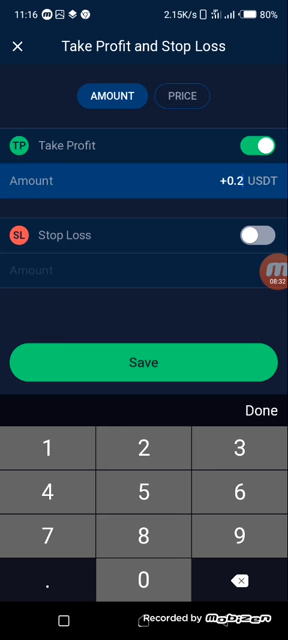 11:16 2.15K/s 80%
Take Profit and Stop Loss
AMOUNT PRICE
TP Take Profit
Amount +0.2 USDT
SL Stop Loss
Amount
08:32
Save
Done
1 2 3
4 5 6
7 8 9
. 0
Recorded by MOBIZEN